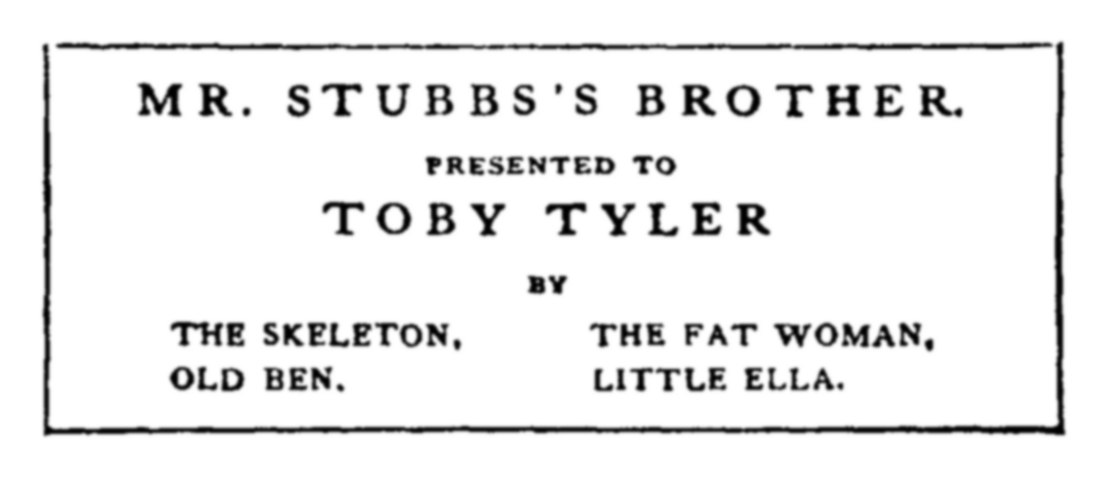 MR. STUBBS'S BROTHER.
PRESENTED TO
TOBY TYLER
BY
THE SKELETON, THE FAT WOMAN,
OLD BEN. LITTLE ELLA.